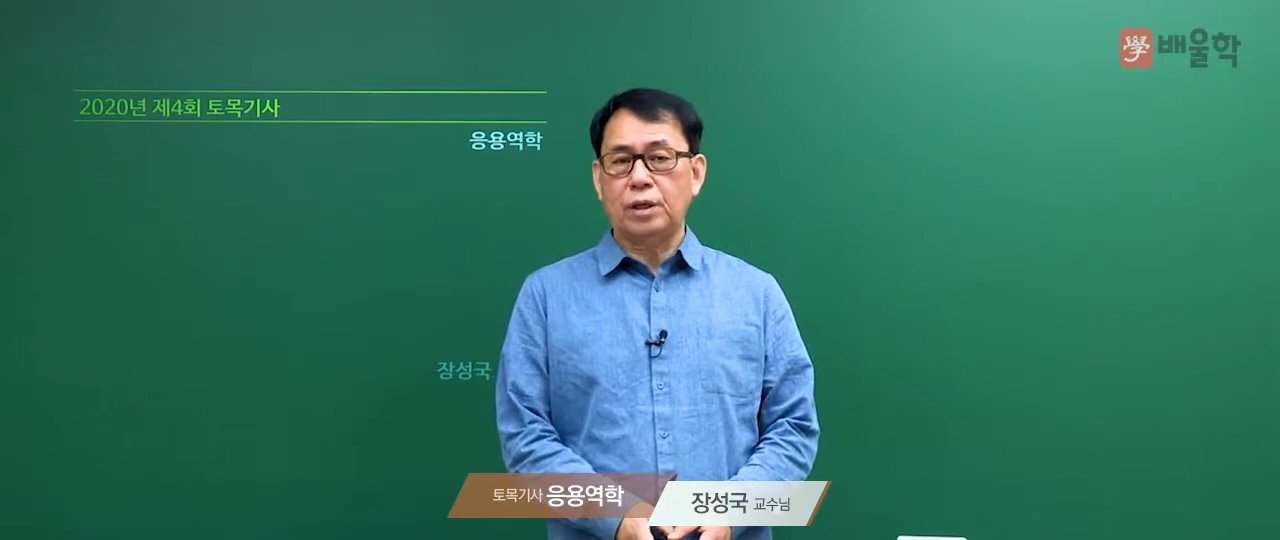 學 배울학
2020년 제4회 토목기사
응용역학
장성국
토목기사 응용역학
장성국 교수님